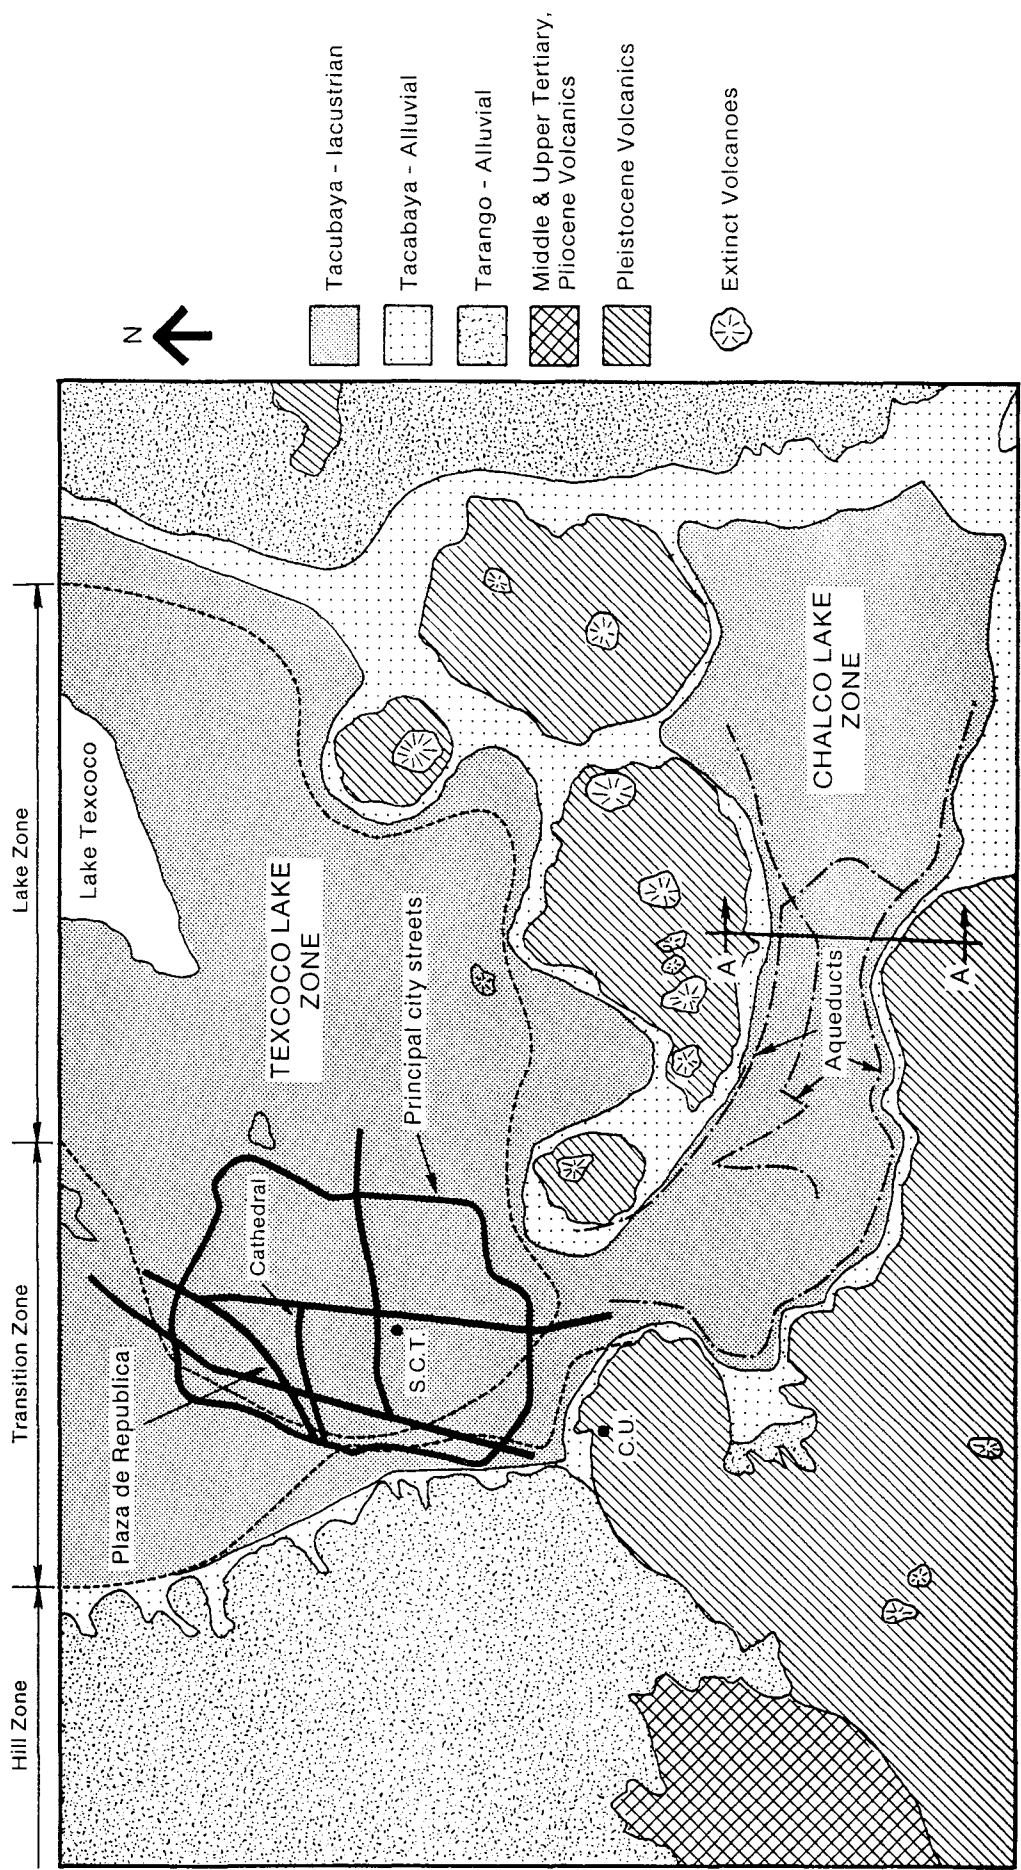 Hill Zone
Transition Zone
Lake Zone
Plaza de Republica
Cathedral
S.C.T.
C.U.
Principal city streets
TEXCOCO LAKE
ZONE
Lake Texcoco
Aqueducts
A
A
CHALCO LAKE
ZONE
N
Tacubaya - lacustrian
Tacabaya - Alluvial
Tarango - Alluvial
Middle & Upper Tertiary,
Pliocene Volcanics
Pleistocene Volcanics
Extinct Volcanoes